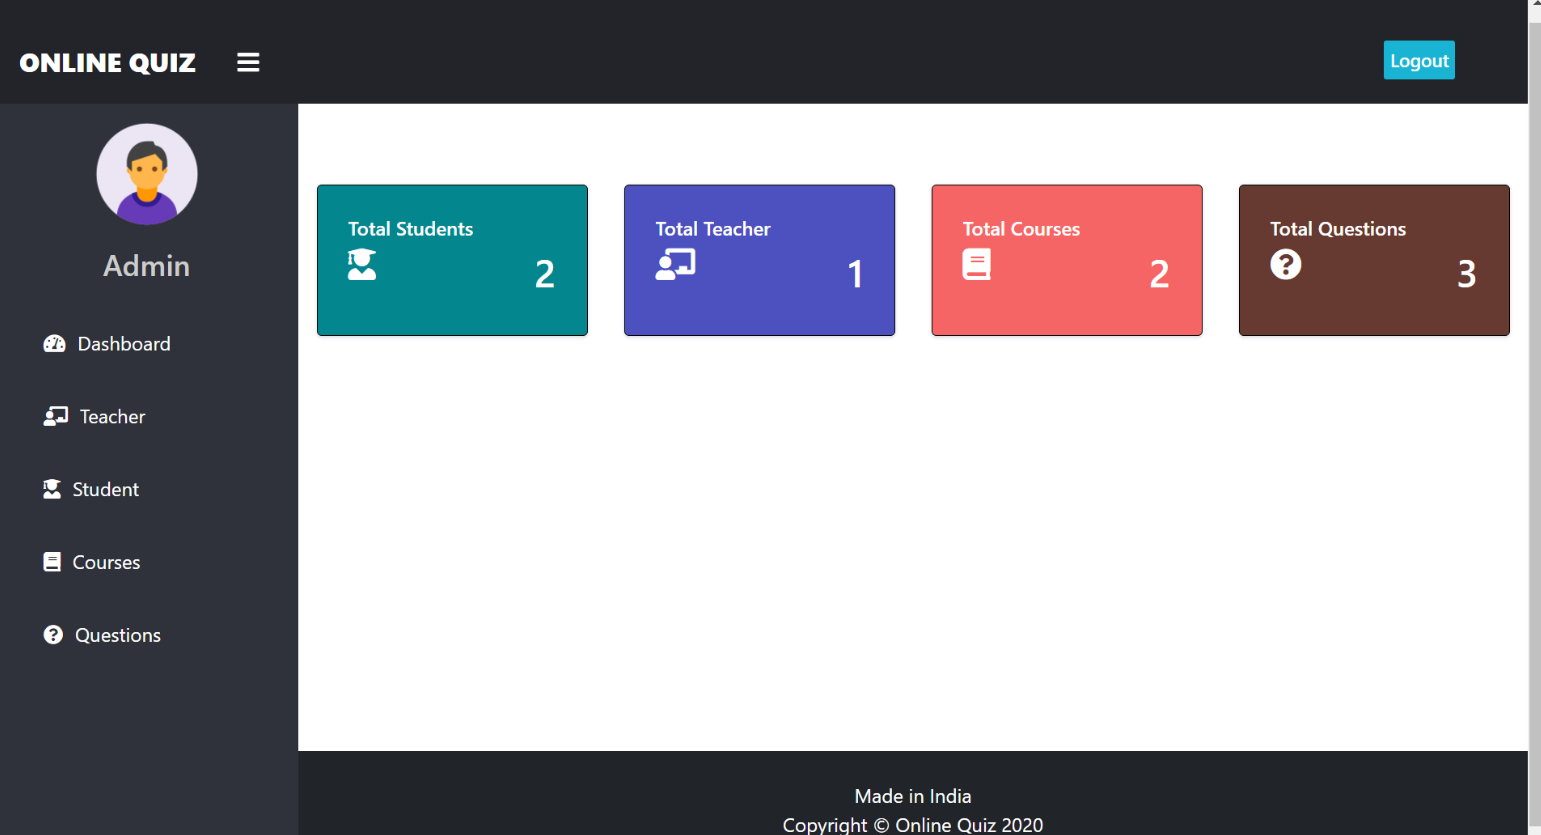 ONLINE QUIZ
Logout
Admin
Dashboard
Teacher
Student
Courses
Questions
Total Students
2
Total Teacher
1
Total Courses
2
Total Questions
3
Made in India
Copyright © Online Quiz 2020